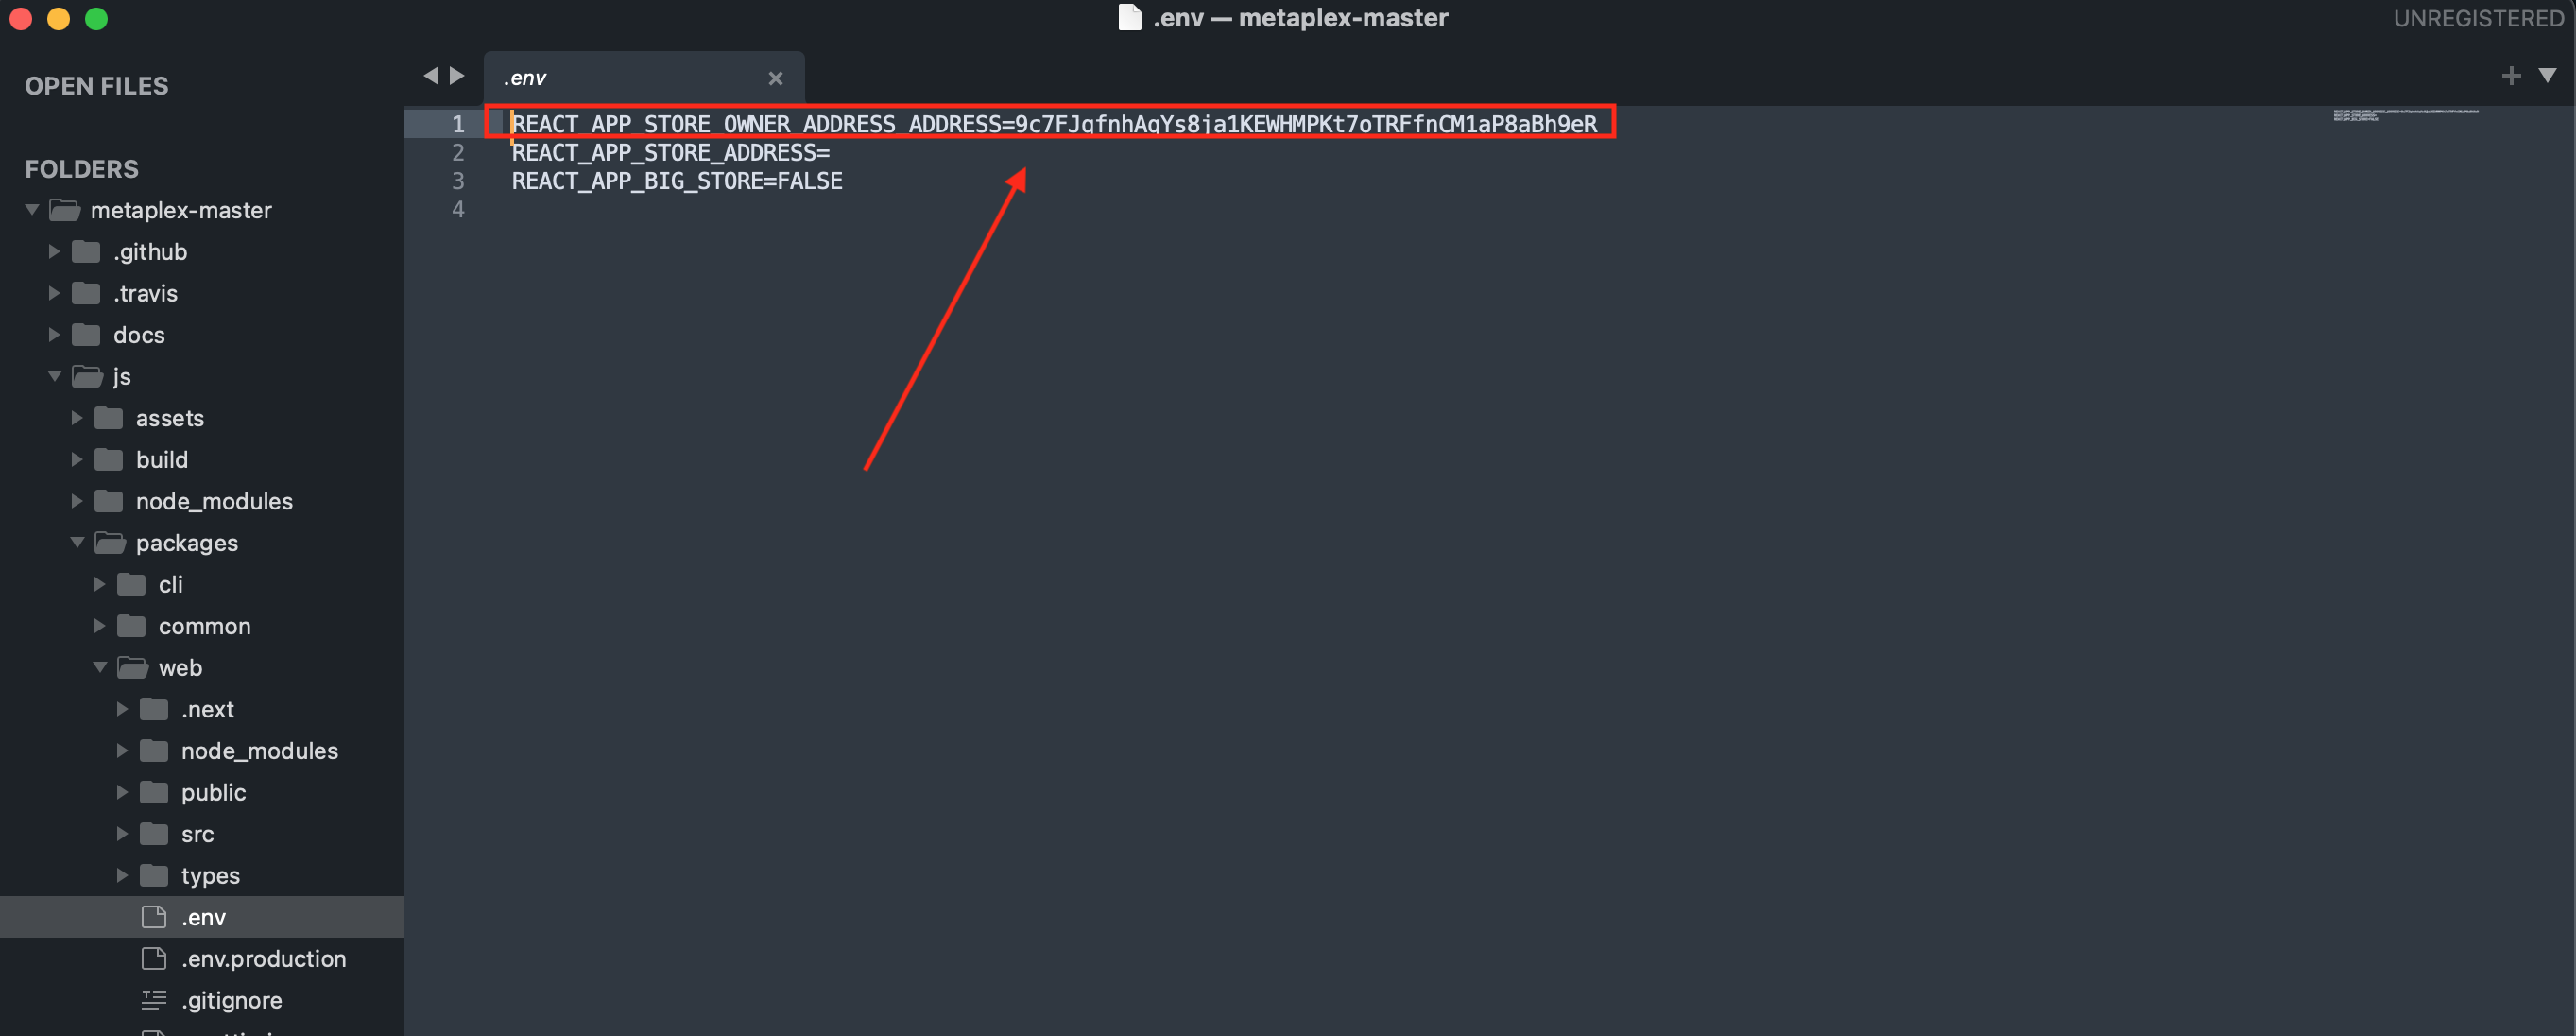 .env — metaplex-master
UNREGISTERED
OPEN FILES
FOLDERS
metaplex-master
.github
.travis
docs
js
assets
build
node_modules
packages
cli
common
web
.next
node_modules
public
src
types
.env
.env.production
.gitignore
.env
1 REACT_APP_STORE_OWNER_ADDRESS_ADDRESS=9c7FJqfnhAqYs8ja1KEWHMPKt7oTRFfnCM1aP8aBh9eR
2 REACT_APP_STORE_ADDRESS=
3 REACT_APP_BIG_STORE=FALSE
4